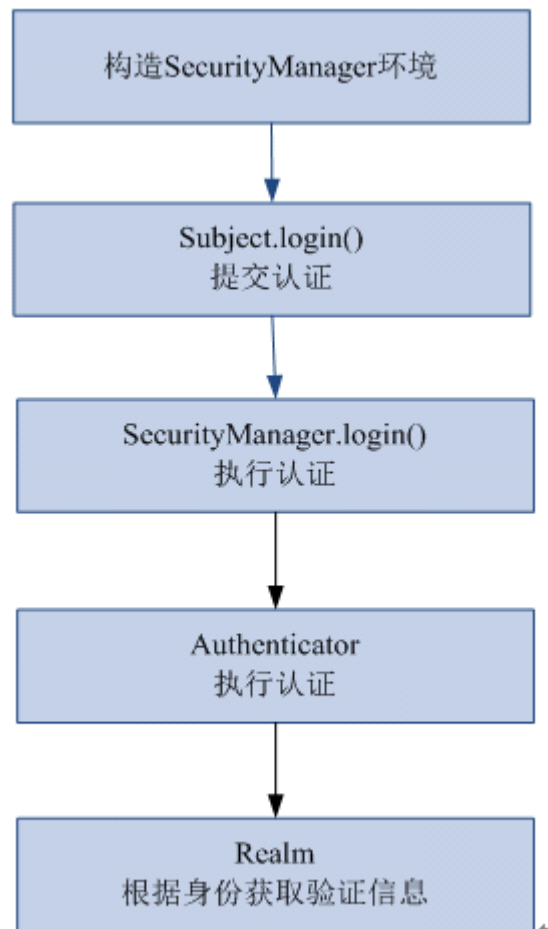 构造SecurityManager环境
Subject.login()
提交认证
SecurityManager.login()
执行认证
Authenticator
执行认证
Realm
根据身份获取验证信息